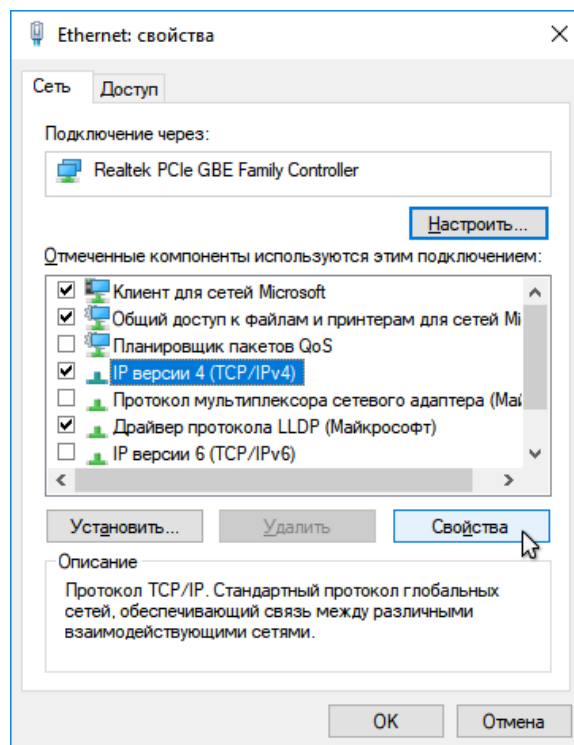 Ethernet: свойства
Сеть
Доступ
Подключение через:
Realtek PCIe GBE Family Controller
Настроить...
Отмеченные компоненты используются этим подключением:
Клиент для сетей Microsoft
Общий доступ к файлам и принтерам для сетей Mi
Планировщик пакетов QoS
IP версии 4 (TCP/IPv4)
Протокол мультиплексора сетевого адаптера (Май
Драйвер протокола LLDP (Майкрософт)
IP версии 6 (TCP/IPv6)
Установить...
Удалить
Свойства
Описание
Протокол TCP/IP. Стандартный протокол глобальных
сетей, обеспечивающий связь между различными
взаимодействующими сетями.
OK
Отмена